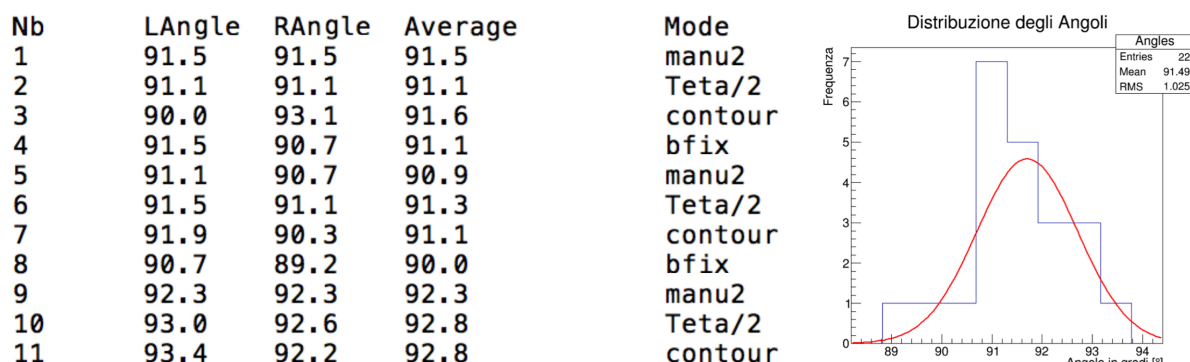 Nb LAngle RAngle Average Mode
1 91.5 91.5 91.5 manu2
2 91.1 91.1 91.1 Teta/2
3 90.0 93.1 91.6 contour
4 91.5 90.7 91.1 bfix
5 91.1 90.7 90.9 manu2
6 91.5 91.1 91.3 Teta/2
7 91.9 90.3 91.1 contour
8 90.7 89.2 90.0 bfix
9 92.3 92.3 92.3 manu2
10 93.0 92.6 92.8 Teta/2
11 93.4 92.2 92.8 contour
Distribuzione degli Angoli
Angles
Entries 22
Mean 91.49
RMS 1.025
Frequenza
7
6
5
4
3
2
1
0
89 90 91 92 93 94
Angolo in gradi [°]